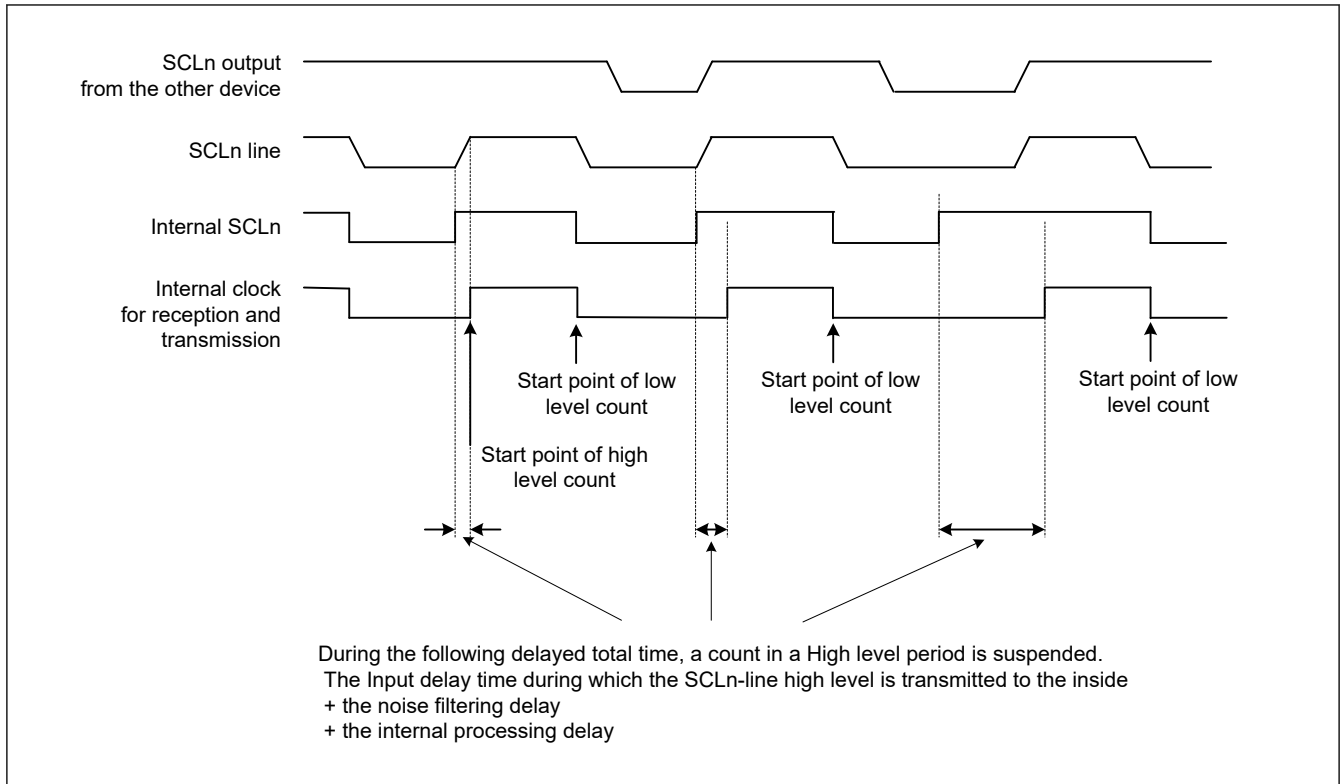 SCLn output
from the other device
SCLn line
Internal SCLn
Internal clock
for reception and
transmission
Start point of low
level count
Start point of low
level count
Start point of low
level count
Start point of high
level count
During the following delayed total time, a count in a High level period is suspended.
The Input delay time during which the SCLn-line high level is transmitted to the inside
+ the noise filtering delay
+ the internal processing delay